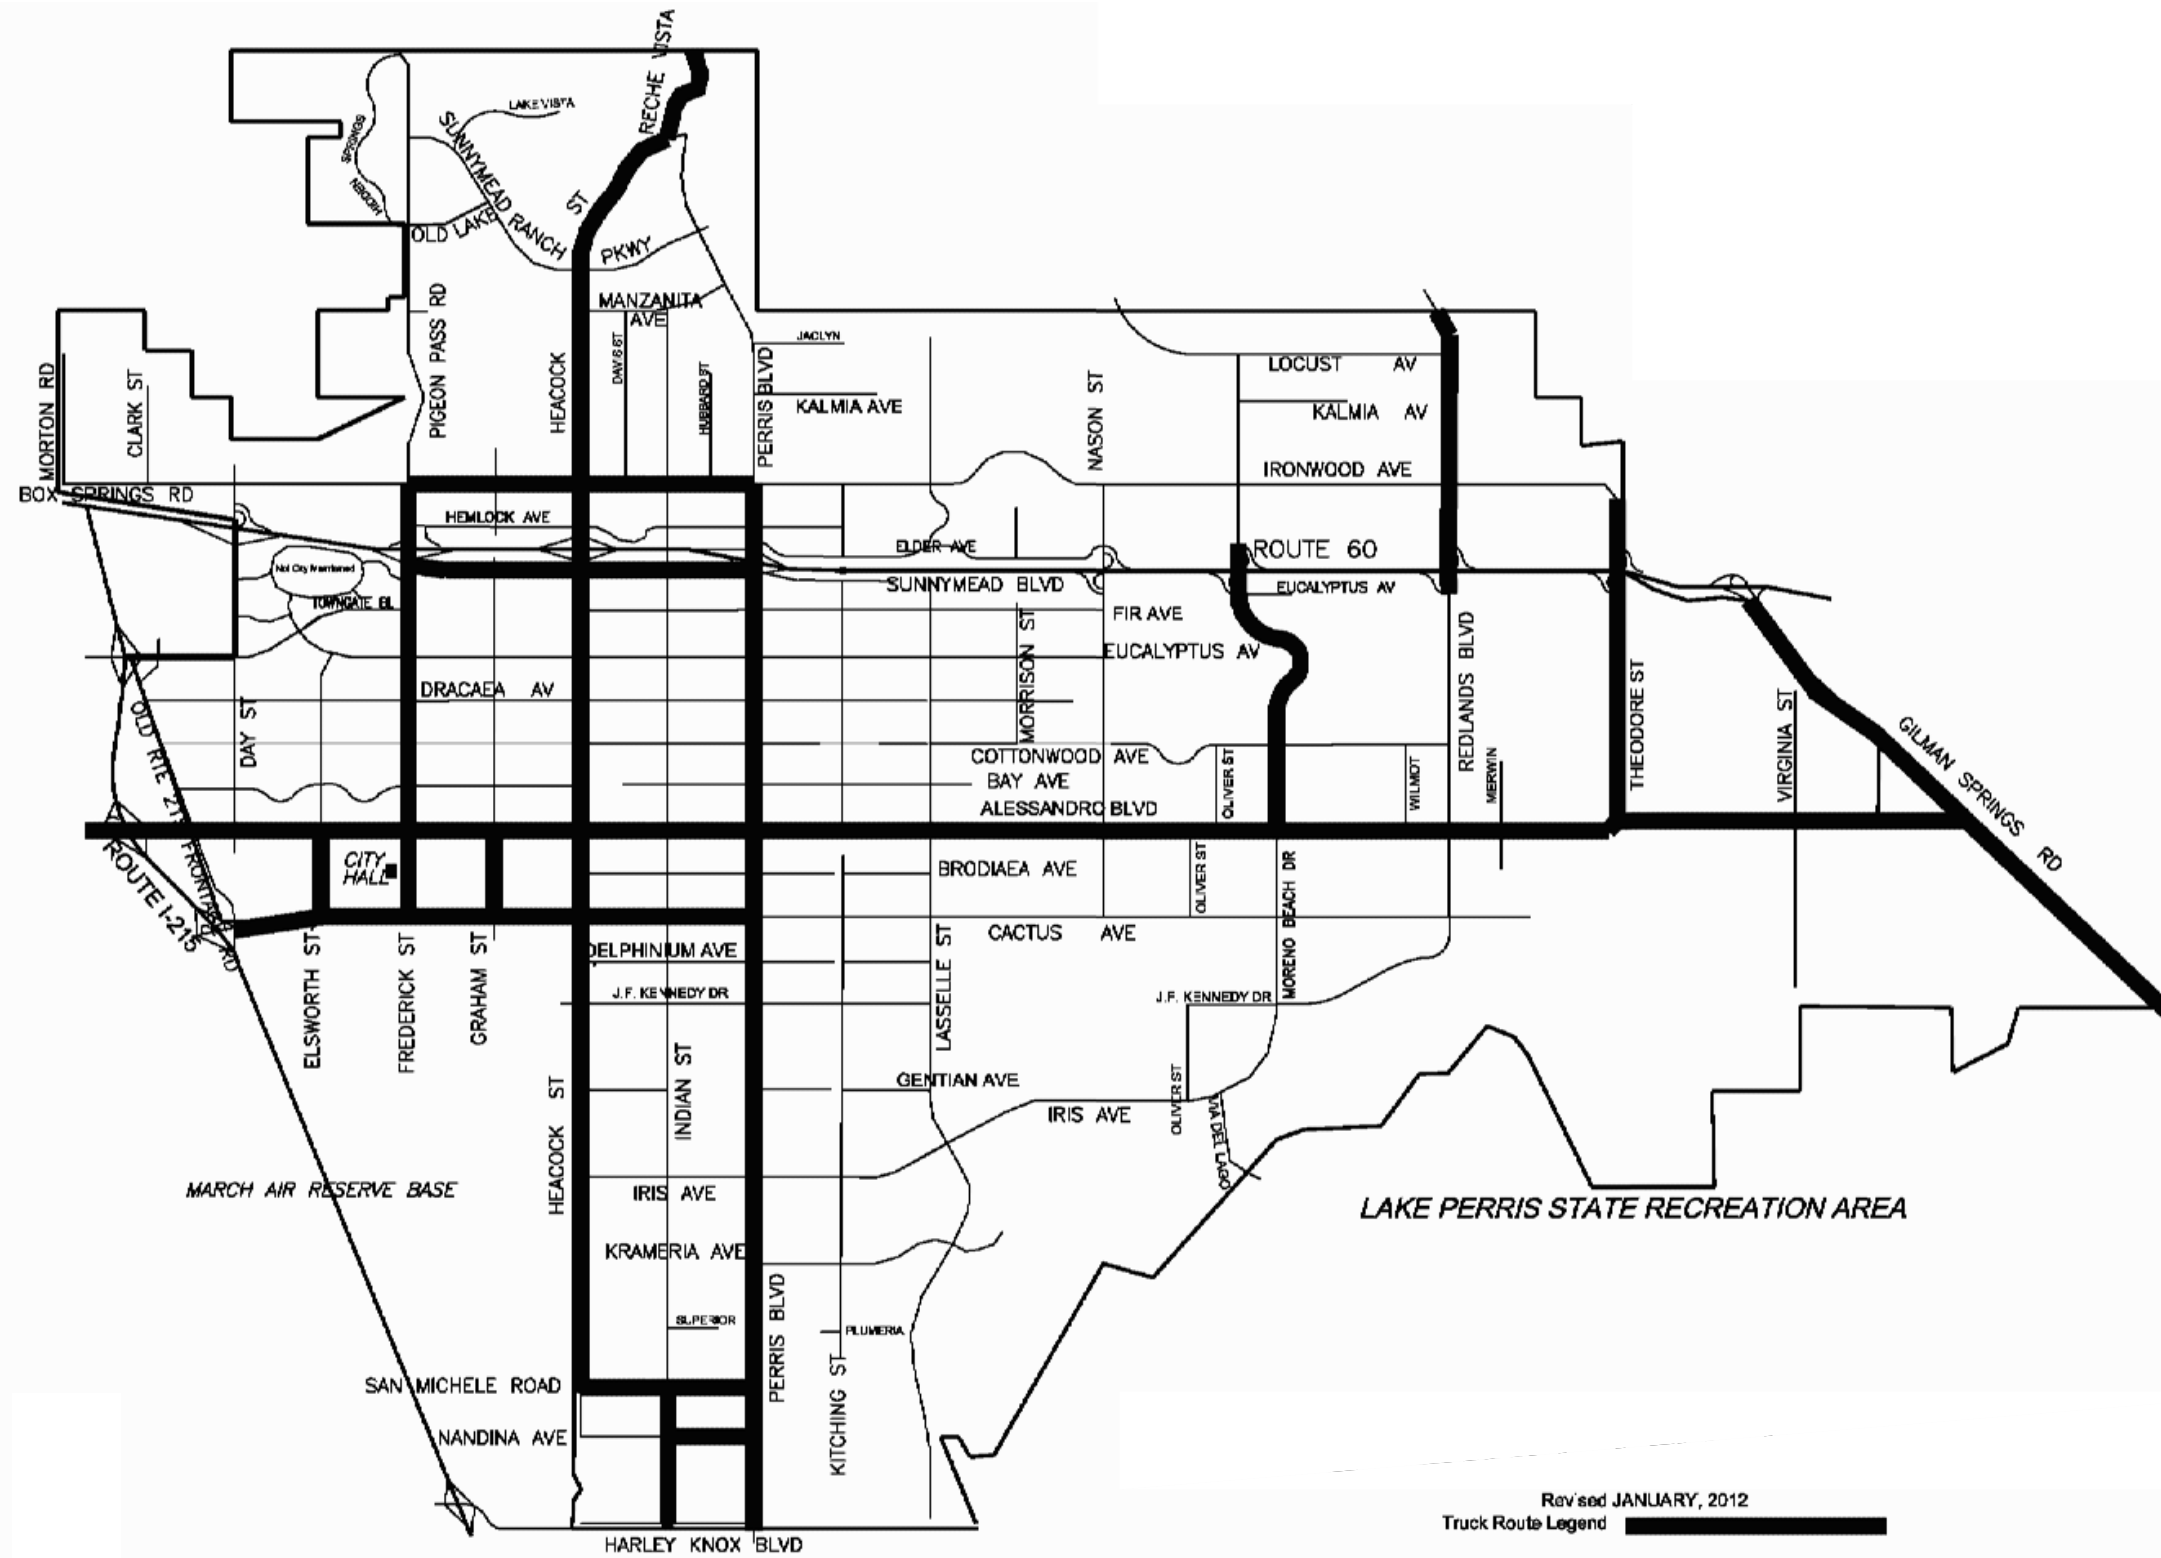 RECHE VISTA
LAKE VISTA
SUNNYMEAD RANCH
PKWY
HIDDEN SPRINGS
OLD LAKE
ST
PIGEON PASS RD
MANZANITA
AVE
HEACOCK
DAVIS ST
HUBBARD ST
PERRIS BLVD
JACLYN
KALMIA AVE
NASON ST
LOCUST AV
KALMIA AV
IRONWOOD AVE
MORTON RD
CLARK ST
BOX SPRINGS RD
HEMLOCK AVE
ELDER AVE
ROUTE 60
Not City Maintained
SUNNYMEAD BLVD
EUCALYPTUS AV
TOWNGATE BL
FIR AVE
MORRISON ST
EUCALYPTUS AV
REDLANDS BLVD
THEODORE ST
VIRGINIA ST
GILMAN SPRINGS RD
DRACAEA AV
OLD RTE 215 FRONTAGE RD
DAY ST
COTTONWOOD AVE
BAY AVE
ALESSANDRO BLVD
OLIVER ST
WILMOT
MERWIN
ROUTE I-215
CITY
HALL
BRODIAEA AVE
OLIVER ST
MORENO BEACH DR
CACTUS AVE
ELSWORTH ST
FREDERICK ST
GRAHAM ST
DELPHINIUM AVE
LASSELLE ST
J.F. KENNEDY DR
J.F. KENNEDY DR
HEACOCK ST
INDIAN ST
GENTIAN AVE
IRIS AVE
OLIVER ST
VIA DEL LAGO
MARCH AIR RESERVE BASE
IRIS AVE
LAKE PERRIS STATE RECREATION AREA
KRAMERIA AVE
PERRIS BLVD
SUPERIOR
PLUMERIA
KITCHING ST
SAN MICHELE ROAD
NANDINA AVE
HARLEY KNOX BLVD
Revised JANUARY, 2012
Truck Route Legend